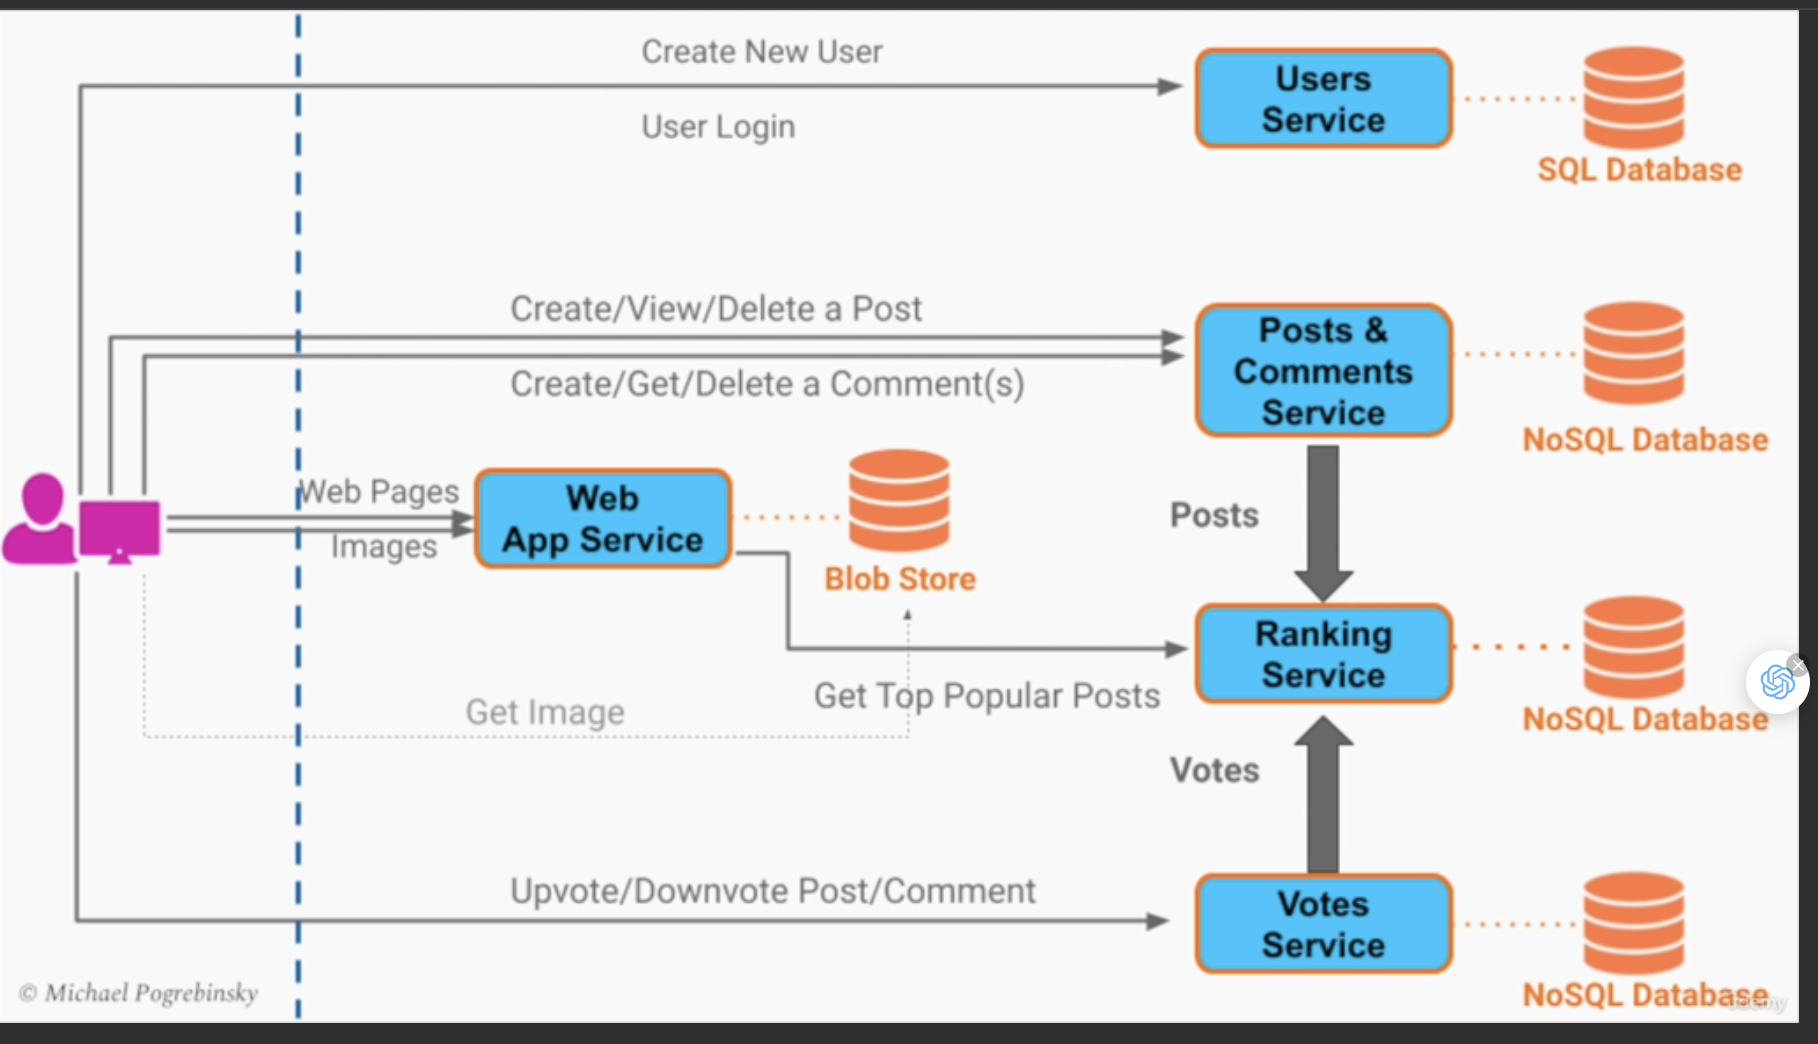 Create New User
User Login
Users
Service
SQL Database
Create/View/Delete a Post
Create/Get/Delete a Comment(s)
Posts &
Comments
Service
NoSQL Database
Web Pages
Images
Web
App Service
Blob Store
Posts
Get Image
Get Top Popular Posts
Ranking
Service
NoSQL Database
Votes
Upvote/Downvote Post/Comment
Votes
Service
NoSQL Database
© Michael Pogrebinsky
udemy